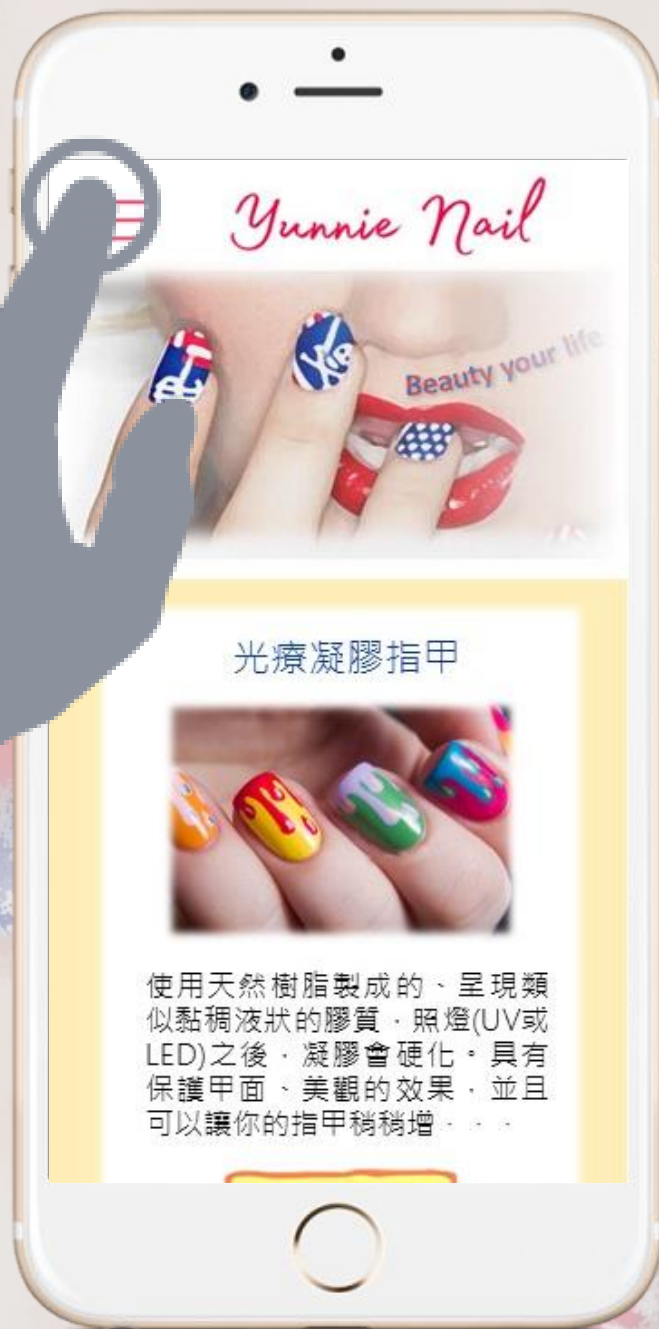 Yunnie Nail
Beauty your life
光療凝膠指甲
使用天然樹脂製成的、呈現類
似黏稠液狀的膠質，照燈(UV或
LED)之後，凝膠會硬化。具有
保護甲面、美觀的效果，並且
可以讓你的指甲稍稍增...